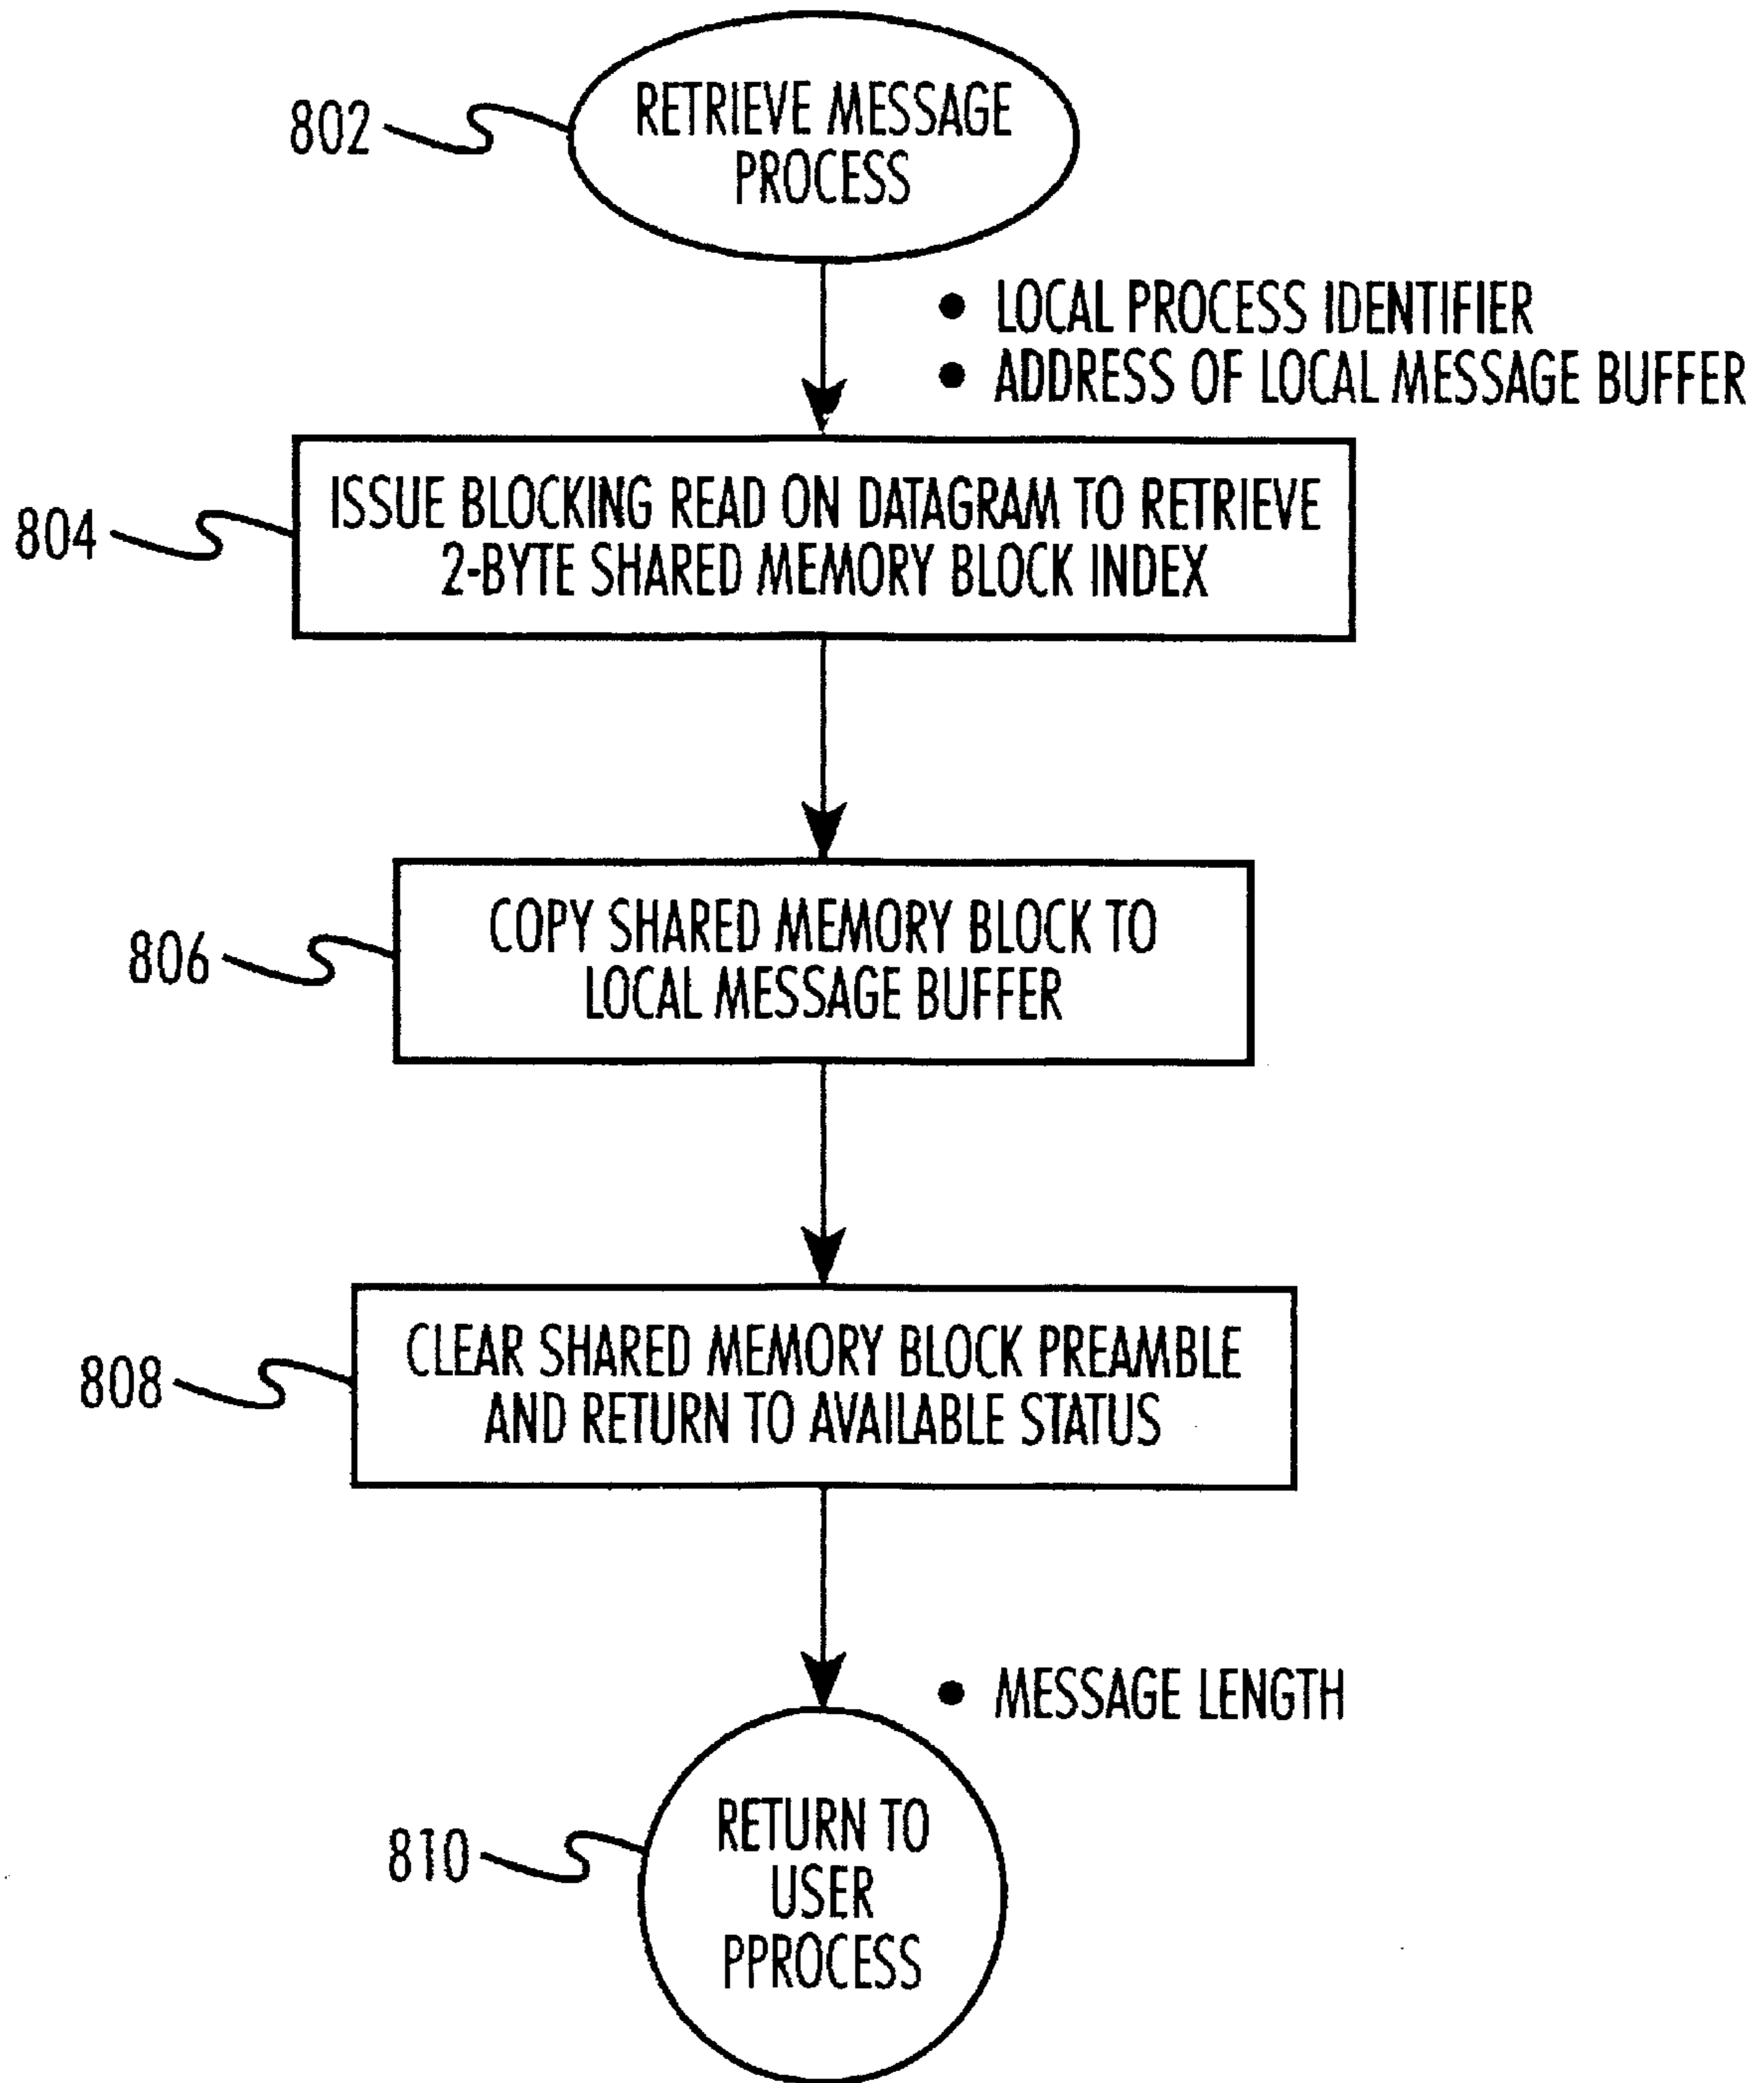 802
RETRIEVE MESSAGE
PROCESS
• LOCAL PROCESS IDENTIFIER
• ADDRESS OF LOCAL MESSAGE BUFFER
804
ISSUE BLOCKING READ ON DATAGRAM TO RETRIEVE
2-BYTE SHARED MEMORY BLOCK INDEX
806
COPY SHARED MEMORY BLOCK TO
LOCAL MESSAGE BUFFER
808
CLEAR SHARED MEMORY BLOCK PREAMBLE
AND RETURN TO AVAILABLE STATUS
• MESSAGE LENGTH
810
RETURN TO
USER
PPROCESS